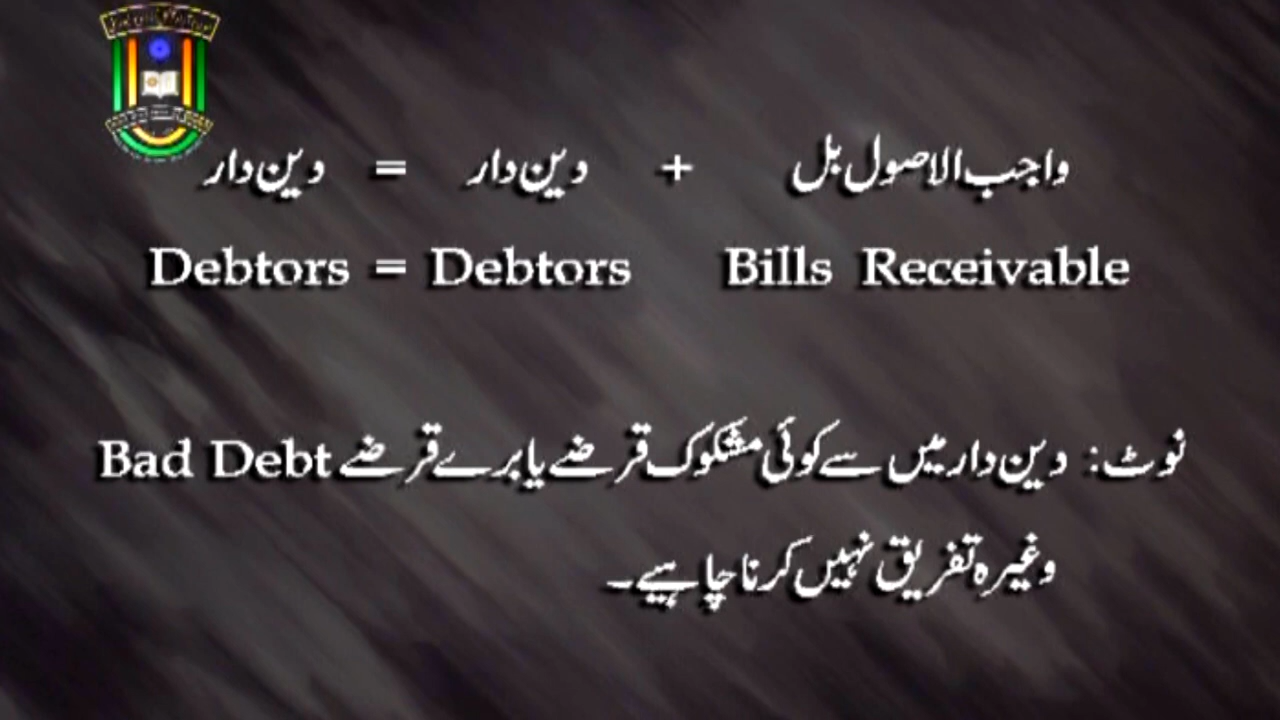 دین دار = دین دار + واجب الاصول بل
Debtors = Debtors Bills Receivable
نوٹ: دین دار میں سے کوئی مشکوک قرضے یا برے قرضے Bad Debt
وغیرہ تفریق نہیں کرنا چاہیے۔